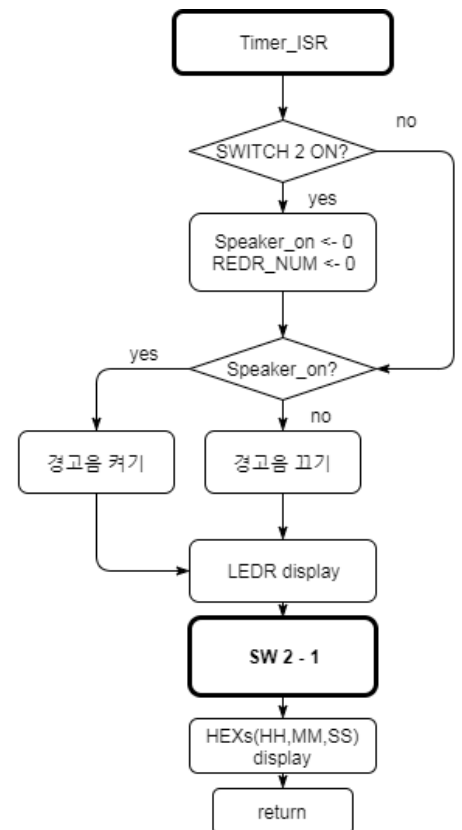 Timer_ISR
no
SWITCH 2 ON?
yes
Speaker_on <- 0
REDR_NUM <- 0
yes
Speaker_on?
no
경고음 켜기
경고음 끄기
LEDR display
SW 2 - 1
HEXs(HH,MM,SS)
display
return